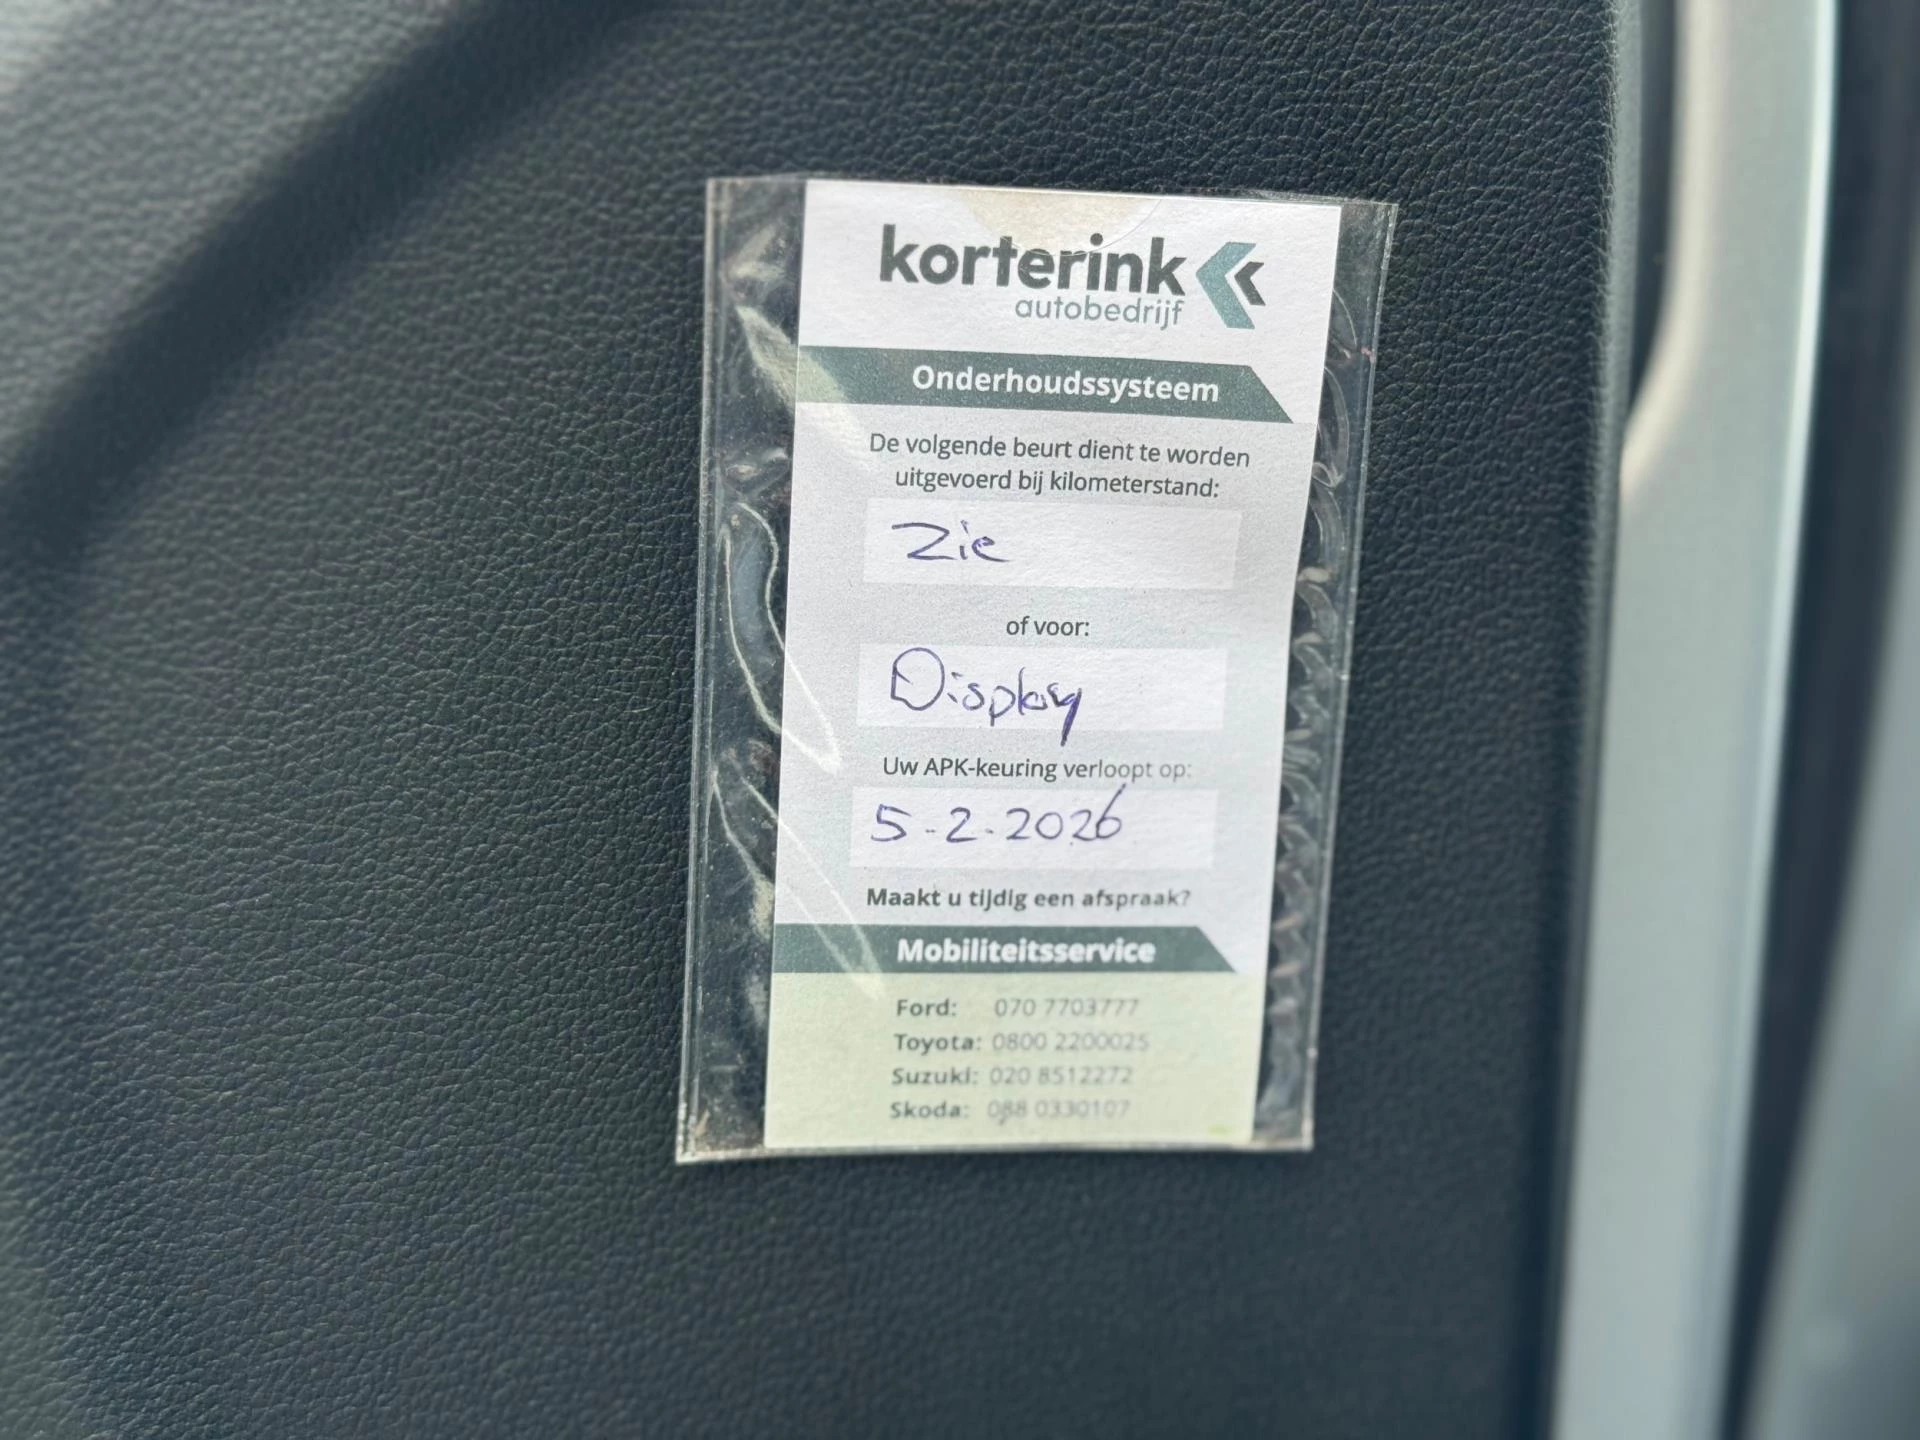 korterink
autobedrijf
Onderhoudssysteem
De volgende beurt dient te worden
uitgevoerd bij kilometerstand:
Zie
of voor:
Display
Uw APK-keuring verloopt op:
5-2-2026
Maakt u tijdig een afspraak?
Mobiliteitsservice
Ford: 070 7703777
Toyota: 0800 2200025
Suzuki: 020 8512272
Skoda: 088 0330107